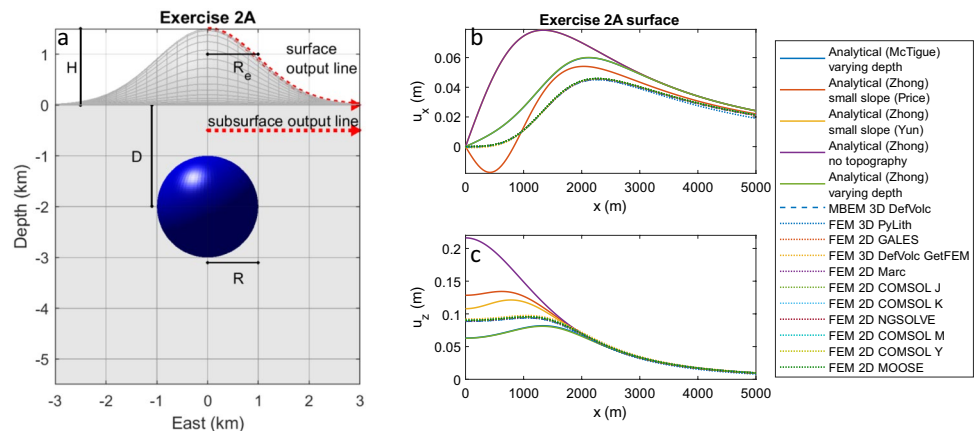 Exercise 2A
a
H
R_e
surface
output line
subsurface output line
D
R
Depth (km)
1
0
-1
-2
-3
-4
-5
-3
-2
-1
0
1
2
3
East (km)
Exercise 2A surface
b
u_x (m)
0.06
0.04
0.02
0
0
1000
2000
3000
4000
5000
x (m)
c
u_z (m)
0.2
0.15
0.1
0.05
0
0
1000
2000
3000
4000
5000
x (m)
Analytical (McTigue)
varying depth
Analytical (Zhong)
small slope (Price)
Analytical (Zhong)
small slope (Yun)
Analytical (Zhong)
no topography
Analytical (Zhong)
varying depth
MBEM 3D DefVolc
FEM 3D PyLith
FEM 2D GALES
FEM 3D DefVolc GetFEM
FEM 2D Marc
FEM 2D COMSOL J
FEM 2D COMSOL K
FEM 2D NGSOLVE
FEM 2D COMSOL M
FEM 2D COMSOL Y
FEM 2D MOOSE